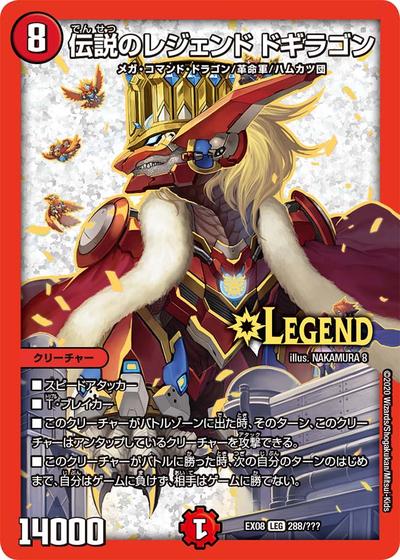 8
でんせつ
伝説のレジェンド ドギラゴン
メガ・コマンド・ドラゴン/革命軍/ハムカツ団
LEGEND
illus. NAKAMURA 8
クリーチャー
■スピードアタッカー
■T・ブレイカー
■このクリーチャーがバトルゾーンに出た時、そのターン、このクリ
ーチャーはアンタップしているクリーチャーを攻撃できる。
■このクリーチャーがバトルに勝った時、次の自分のターンのはじめ
まで、自分はゲームに負けず、相手はゲームに勝てない。
©2020 Wizards/Shogakukan/Mitsui-Kids
14000
1
EX08 LEG 288/???